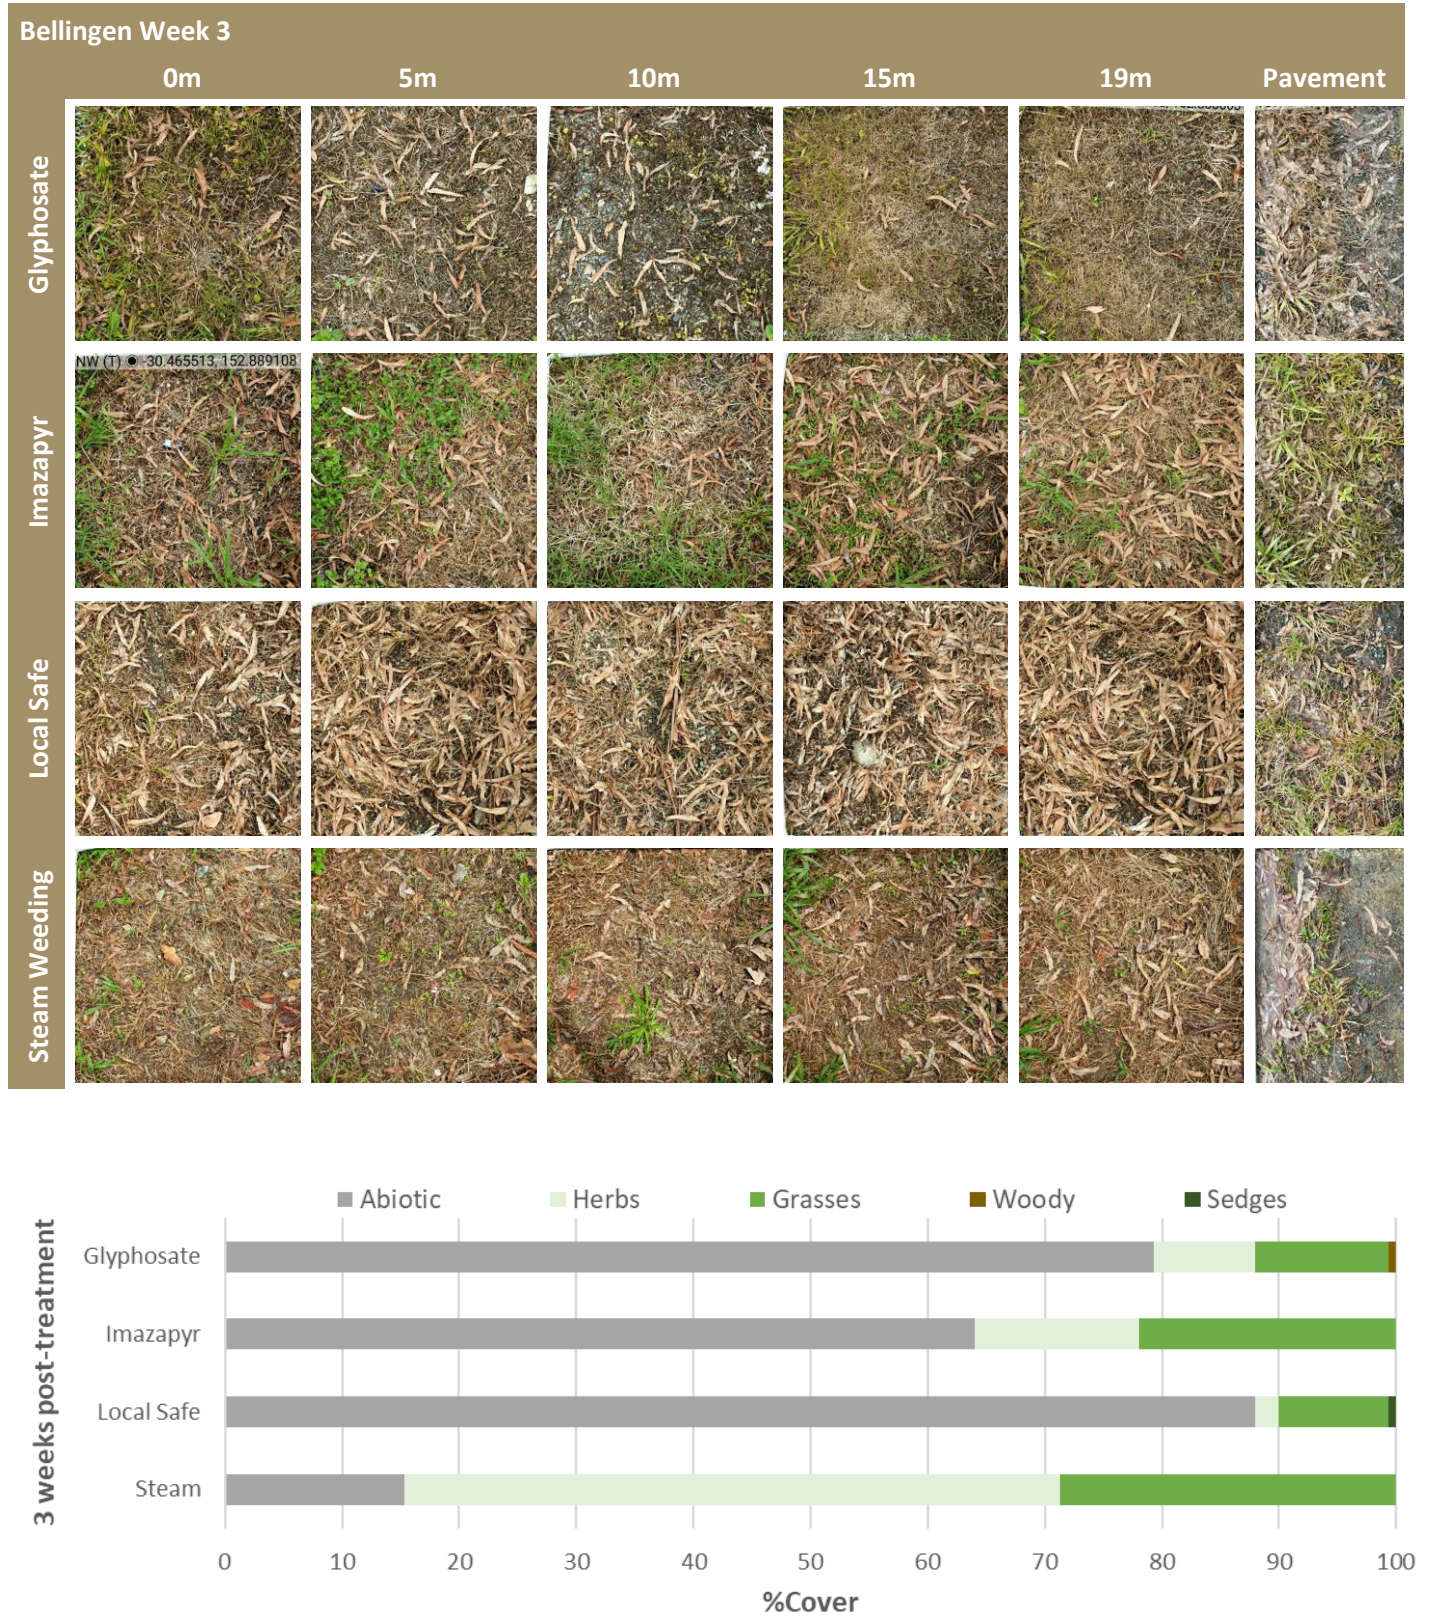 Bellingen Week 3
0m 5m 10m 15m 19m Pavement
Glyphosate
NW (T) -30.465513, 152.889108
Imazapyr
Local Safe
Steam Weeding
Abiotic Herbs Grasses Woody Sedges
3 weeks post-treatment
Glyphosate
Imazapyr
Local Safe
Steam
0 10 20 30 40 50 60 70 80 90 100
%Cover